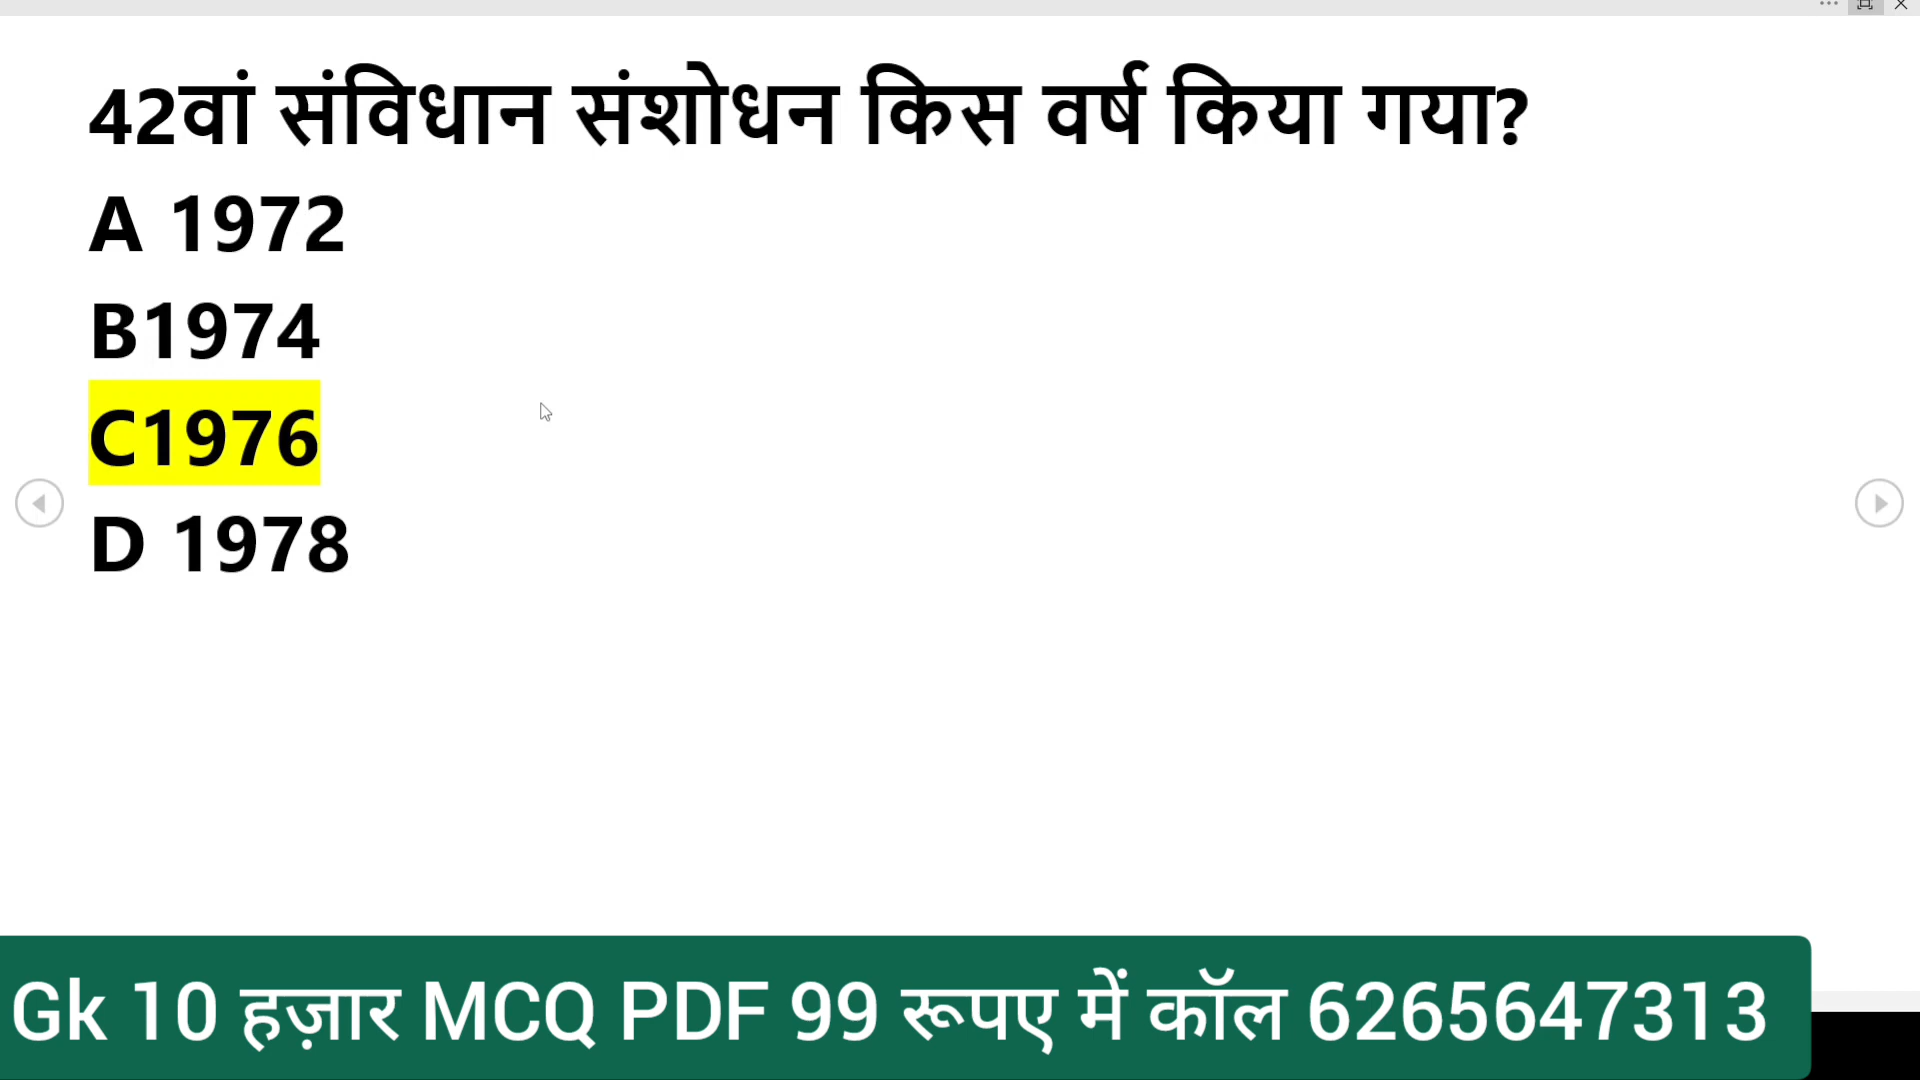 42वां संविधान संशोधन किस वर्ष किया गया?
A 1972
B1974
C1976
D 1978
Gk 10 हज़ार MCQ PDF 99 रूपए में कॉल 6265647313